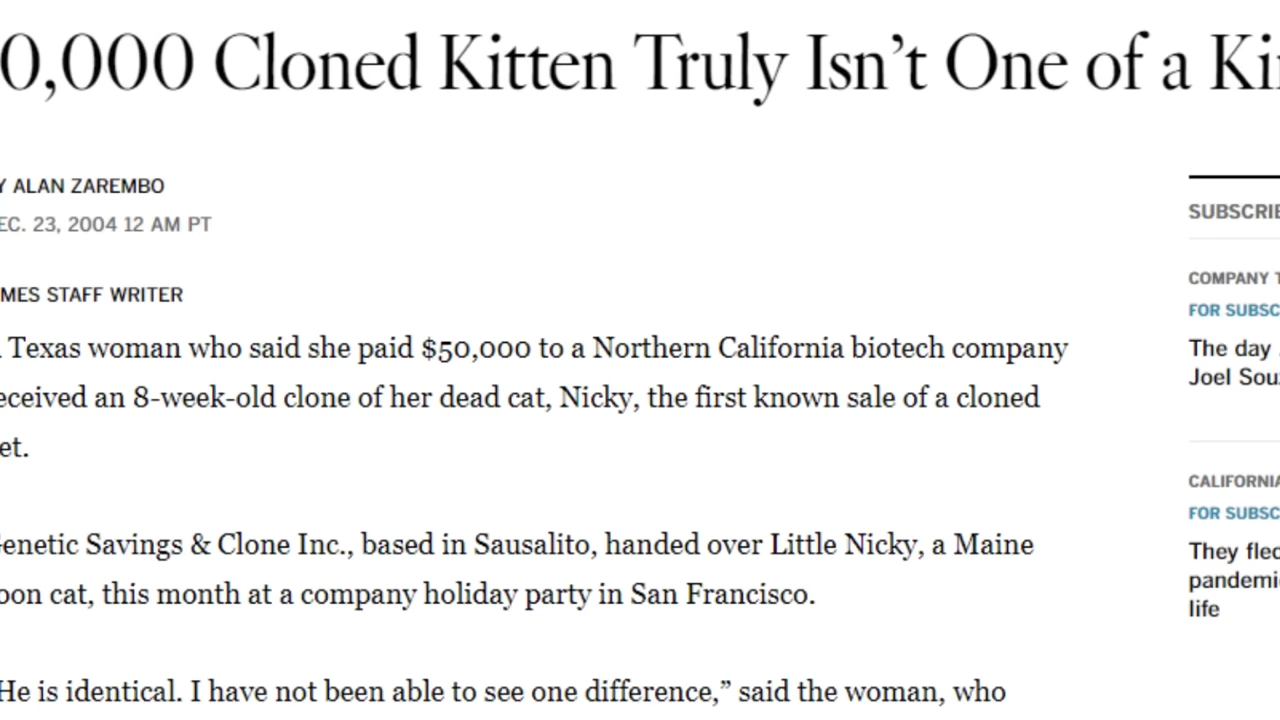 0,000 Cloned Kitten Truly Isn’t One of a Ki
Y ALAN ZAREMBO
EC. 23, 2004 12 AM PT
MES STAFF WRITER
Texas woman who said she paid $50,000 to a Northern California biotech company
eceived an 8-week-old clone of her dead cat, Nicky, the first known sale of a cloned
et.
enetic Savings & Clone Inc., based in Sausalito, handed over Little Nicky, a Maine
oon cat, this month at a company holiday party in San Francisco.
He is identical. I have not been able to see one difference,” said the woman, who
SUBSCRIE
COMPANY T
FOR SUBSC
The day
Joel Sou
CALIFORNIA
FOR SUBSC
They fled
pandemi
life